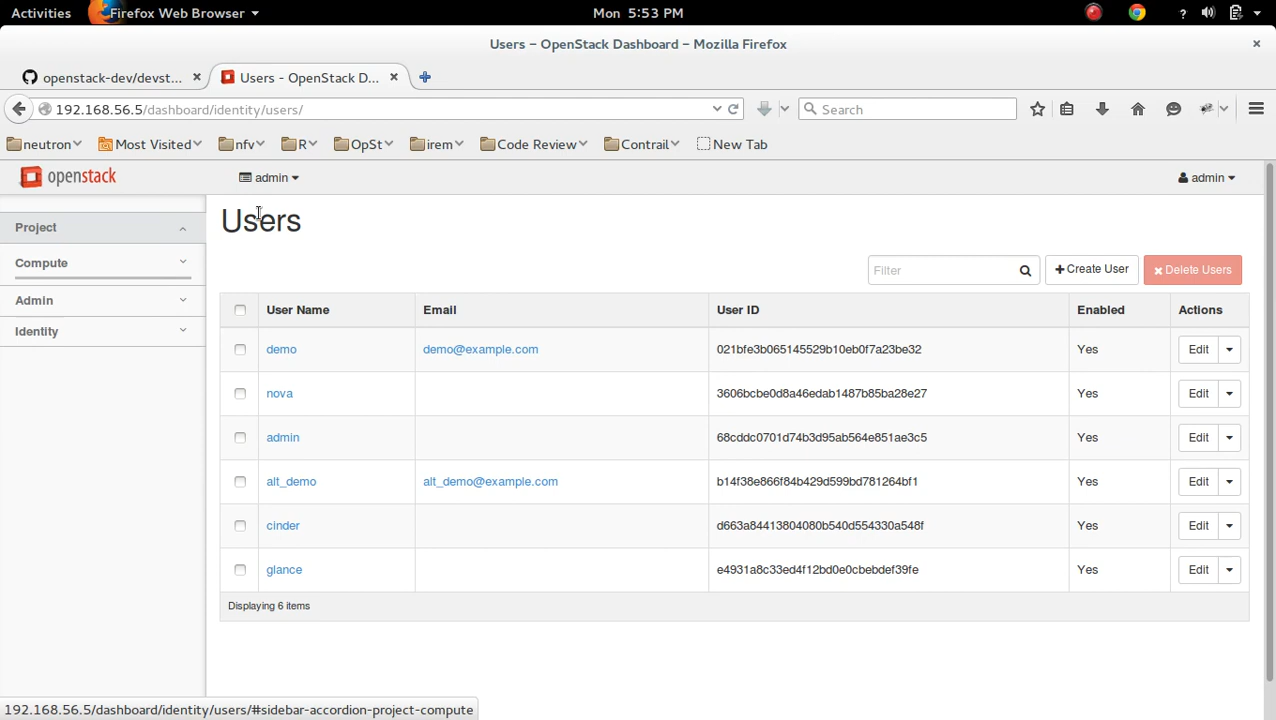 Activities Firefox Web Browser Mon 5:53 PM ?
Users – OpenStack Dashboard – Mozilla Firefox ×
openstack-dev/devst... × Users - OpenStack D... ×
192.168.56.5/dashboard/identity/users/ Search
neutron Most Visited nfv R OpSt irem Code Review Contrail New Tab
openstack admin admin
Project
Compute
Admin
Identity
Users
Filter +Create User × Delete Users
User Name Email User ID Enabled Actions
demo demo@example.com 021bfe3b065145529b10eb0f7a23be32 Yes Edit
nova 3606bcbe0d8a46edab1487b85ba28e27 Yes Edit
admin 68cddc0701d74b3d95ab564e851ae3c5 Yes Edit
alt_demo alt_demo@example.com b14f38e866f84b429d599bd781264bf1 Yes Edit
cinder d663a84413804080b540d554330a548f Yes Edit
glance e4931a8c33ed4f12bd0e0cbebdef39fe Yes Edit
Displaying 6 items
192.168.56.5/dashboard/identity/users/#sidebar-accordion-project-compute